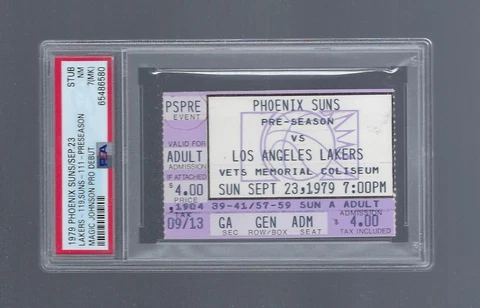 1979 PHOENIX SUNS/SEP.23
LAKERS - 119, SUNS - 111 - PRESEASON
MAGIC JOHNSON PRO DEBUT
STUB
NM
7(MK)
65486580
PSA
PSPRE
EVENT
VALID FOR
ADULT
ADMISSION
IF ATTACHED
$ 4.00
PRICE
1904
TAX
09/13
PHOENIX SUNS
PRE-SEASON
VS
LOS ANGELES LAKERS
VETS MEMORIAL COLISEUM
SUN SEPT 23,1979 7:00PM
39-41/57-59 SUN A ADULT
GA GEN ADM
SEC ROW/BOX SEAT
ADMISSION
$ 4.00
TAX INCLUDED